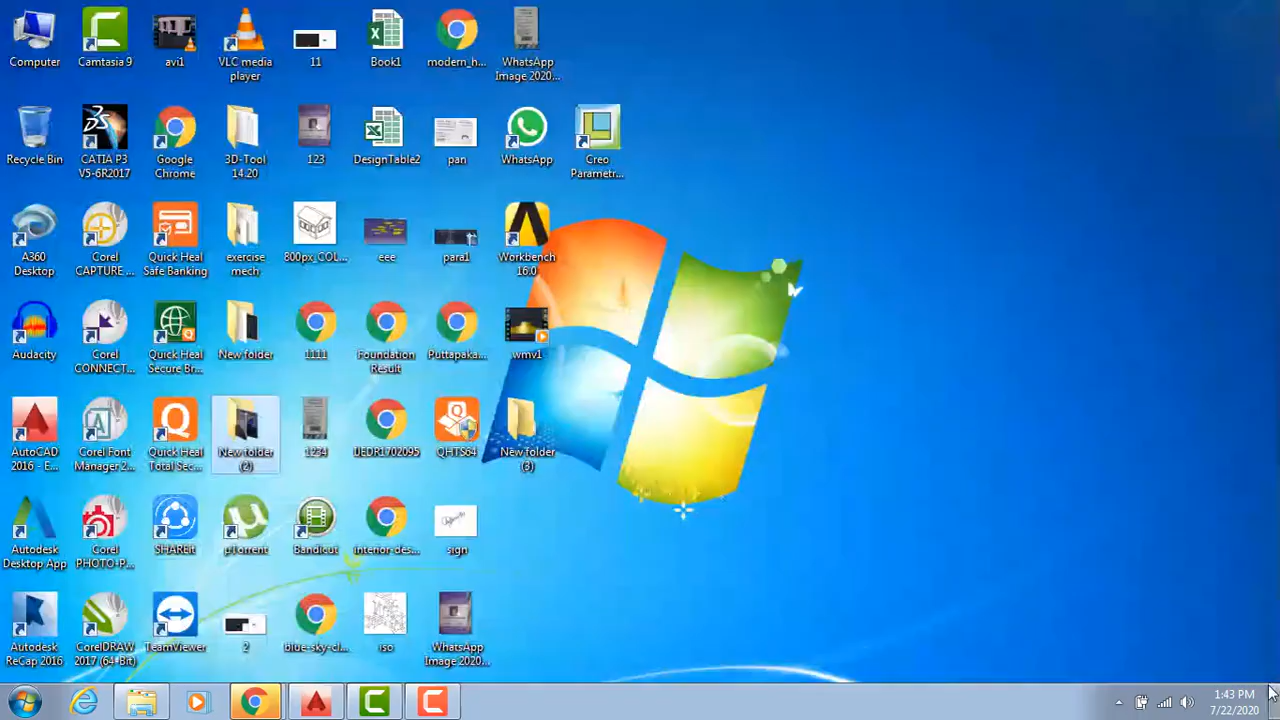 Computer
Camtasia 9
avi1
VLC media
player
11
Book1
modern_h...
WhatsApp
Image 2020...
Recycle Bin
CATIA P3
V5-6R2017
Google
Chrome
3D-Tool
14.20
123
DesignTable2
pan
WhatsApp
Creo
Parametr...
A360
Desktop
Corel
CAPTURE ...
Quick Heal
Safe Banking
exercise
mech
800px_COL...
eee
para1
Workbench
16.0
Audacity
Corel
CONNECT...
Quick Heal
Secure Br...
New folder
1111
Foundation
Result
Puttapaka...
wmv1
AutoCAD
2016 - E...
Corel Font
Manager 2...
Quick Heal
Total Sec...
New folder
(2)
1234
IJEDR1702095
QHTS64
New folder
(3)
Autodesk
Desktop App
Corel
PHOTO-P...
SHAREit
µTorrent
Bandicut
interior-des...
sign
Autodesk
ReCap 2016
CorelDRAW
2017 (64-Bit)
TeamViewer
2
blue-sky-cl...
iso
WhatsApp
Image 2020...
1:43 PM
7/22/2020